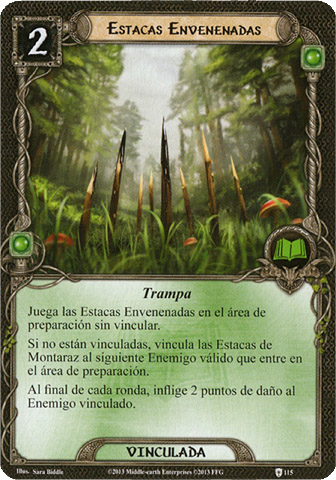 2
Estacas Envenenadas
Trampa
Juega las Estacas Envenenadas en el área de
preparación sin vincular.
Si no están vinculadas, vincula las Estacas de
Montaraz al siguiente Enemigo válido que entre en
el área de preparación.
Al final de cada ronda, inflige 2 puntos de daño al
Enemigo vinculado.
VINCULADA
Illus. Sara Biddle ©2013 Middle-earth Enterprises ©2013 FFG 115